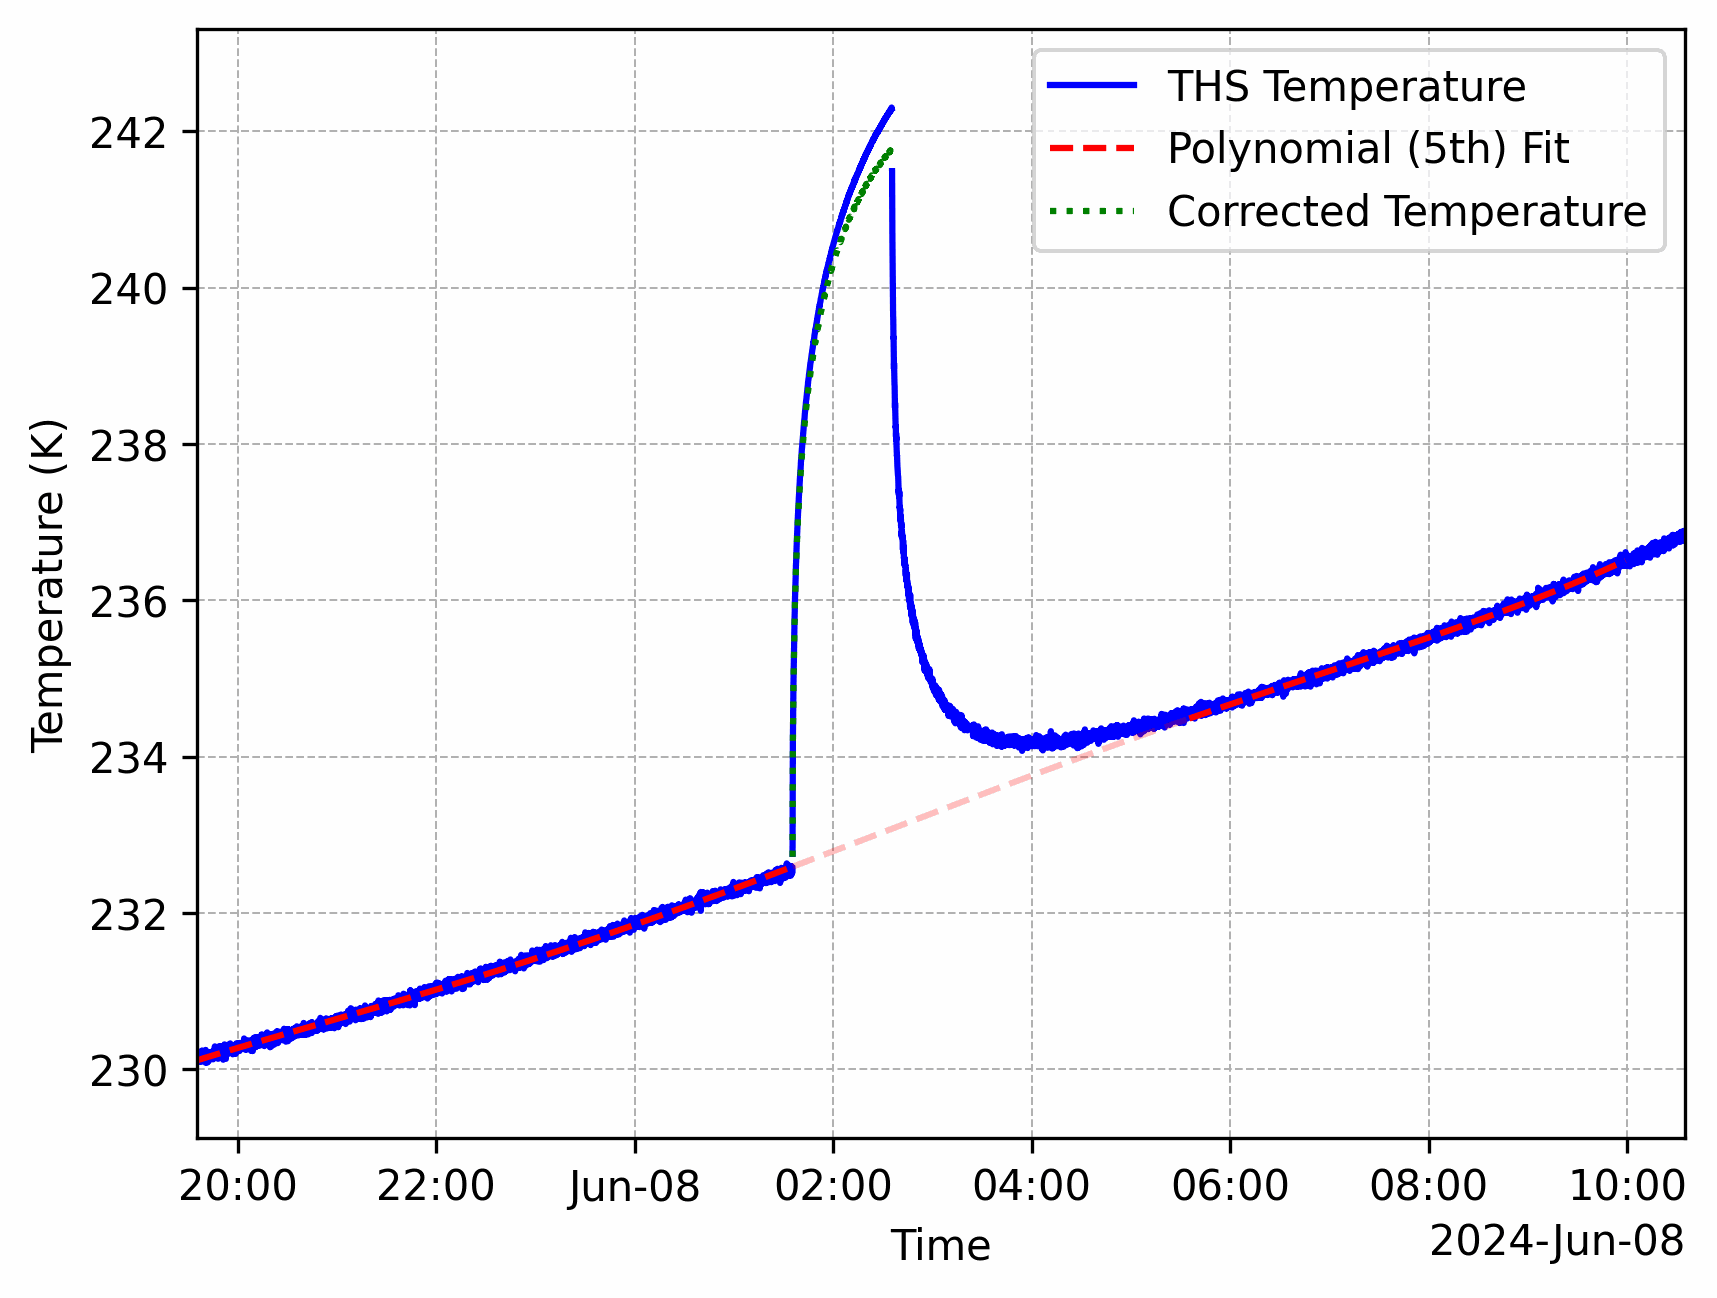 THS Temperature
Polynomial (5th) Fit
Corrected Temperature
242
240
238
236
234
232
230
Temperature (K)
20:00 22:00 Jun-08 02:00 04:00 06:00 08:00 10:00
Time
2024-Jun-08